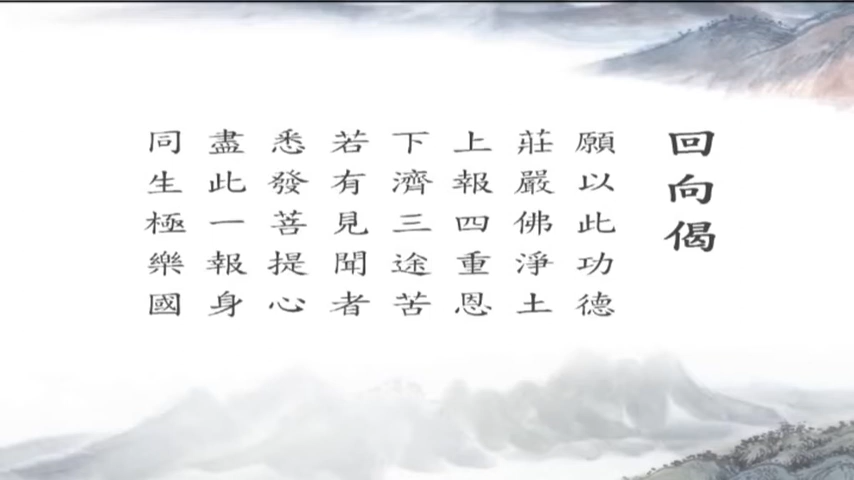 回向偈
願以此功德
莊嚴佛淨土
上報四重恩
下濟三途苦
若有見聞者
悉發菩提心
盡此一報身
同生極樂國